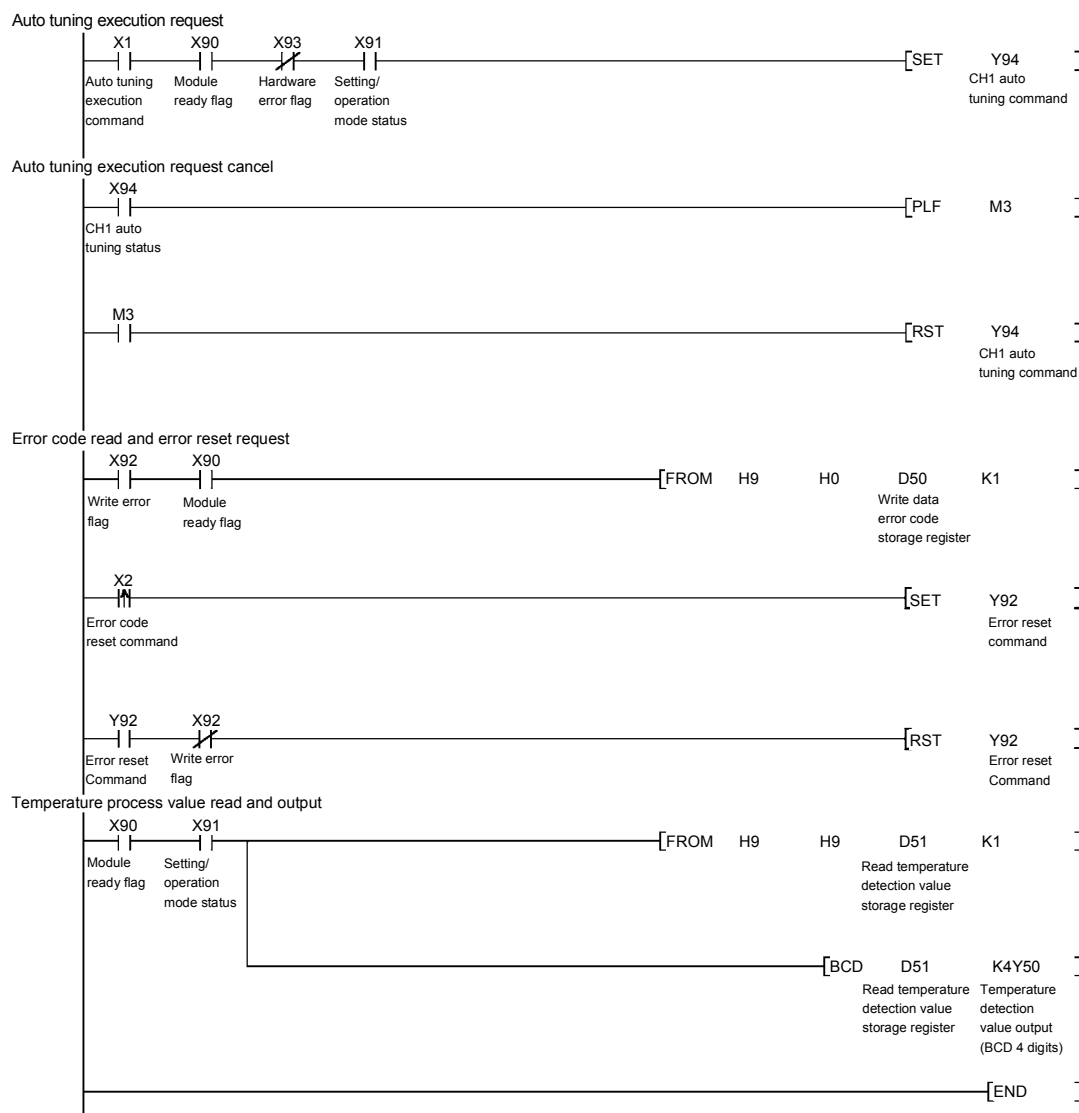 Auto tuning execution request
X1 X90 X93 X91
[SET Y94 ]
Auto tuning execution command
Module ready flag
Hardware error flag
Setting/ operation mode status
CH1 auto tuning command
Auto tuning execution request cancel
X94
[PLF M3 ]
CH1 auto tuning status
M3
[RST Y94 ]
CH1 auto tuning command
Error code read and error reset request
X92 X90
[FROM H9 H0 D50 K1 ]
Write error flag
Module ready flag
Write data error code storage register
X2
[SET Y92 ]
Error code reset command
Error reset command
Y92 X92
[RST Y92 ]
Error reset Command
Write error flag
Error reset Command
Temperature process value read and output
X90 X91
[FROM H9 H9 D51 K1 ]
Module ready flag
Setting/ operation mode status
Read temperature detection value storage register
[BCD D51 K4Y50 ]
Read temperature detection value storage register
Temperature detection value output (BCD 4 digits)
[END ]